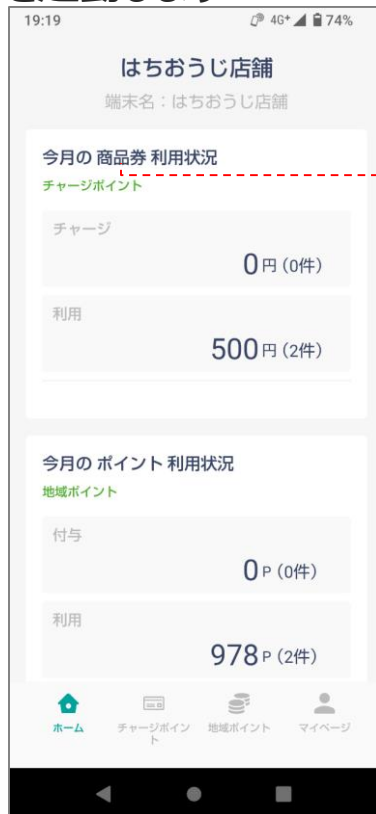 19:19 4G+ 74%
はちおうじ店舗
端末名：はちおうじ店舗
今月の 商品券 利用状況
チャージポイント
チャージ
0円（0件）
利用
500円（2件）
今月の ポイント 利用状況
地域ポイント
付与
0P（0件）
利用
978P（2件）
ホーム
チャージポイント
地域ポイント
マイページ